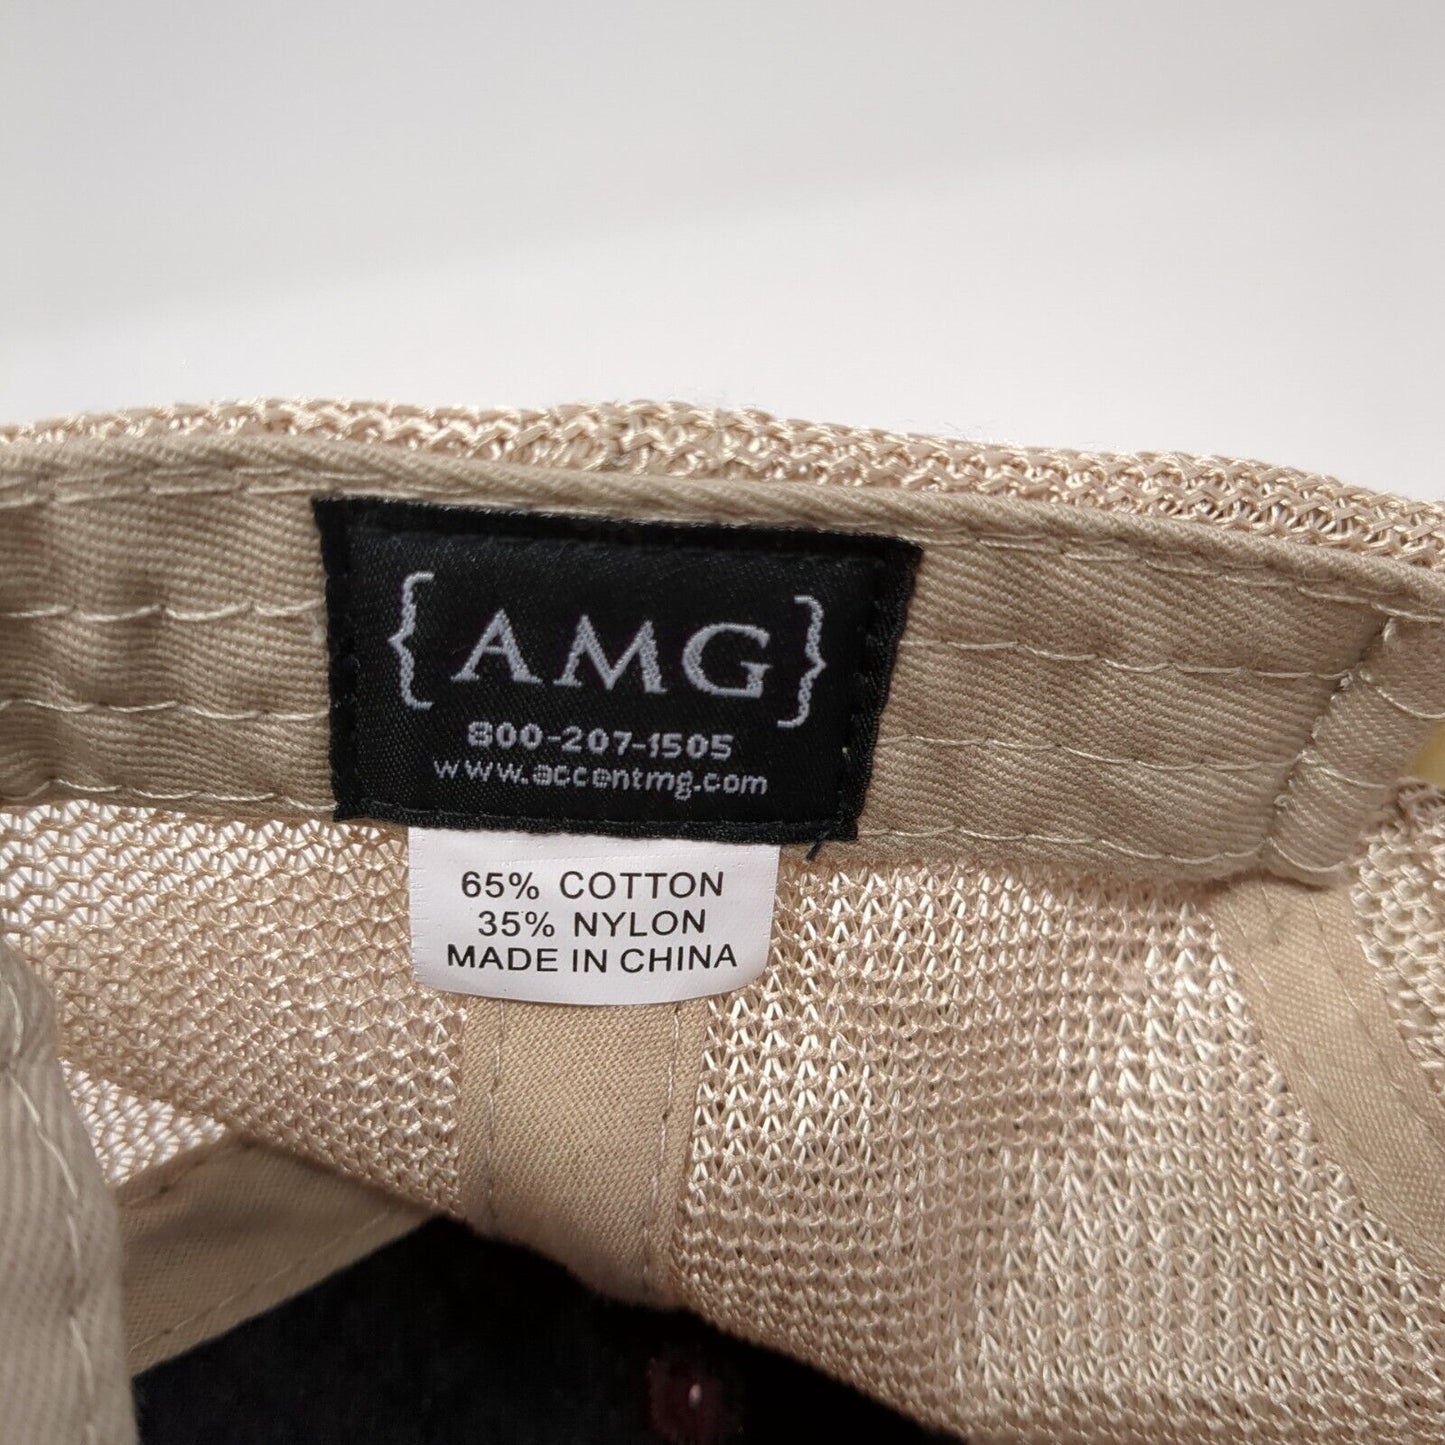 {AMG}
800-207-1505
www.accentmg.com
65% COTTON
35% NYLON
MADE IN CHINA